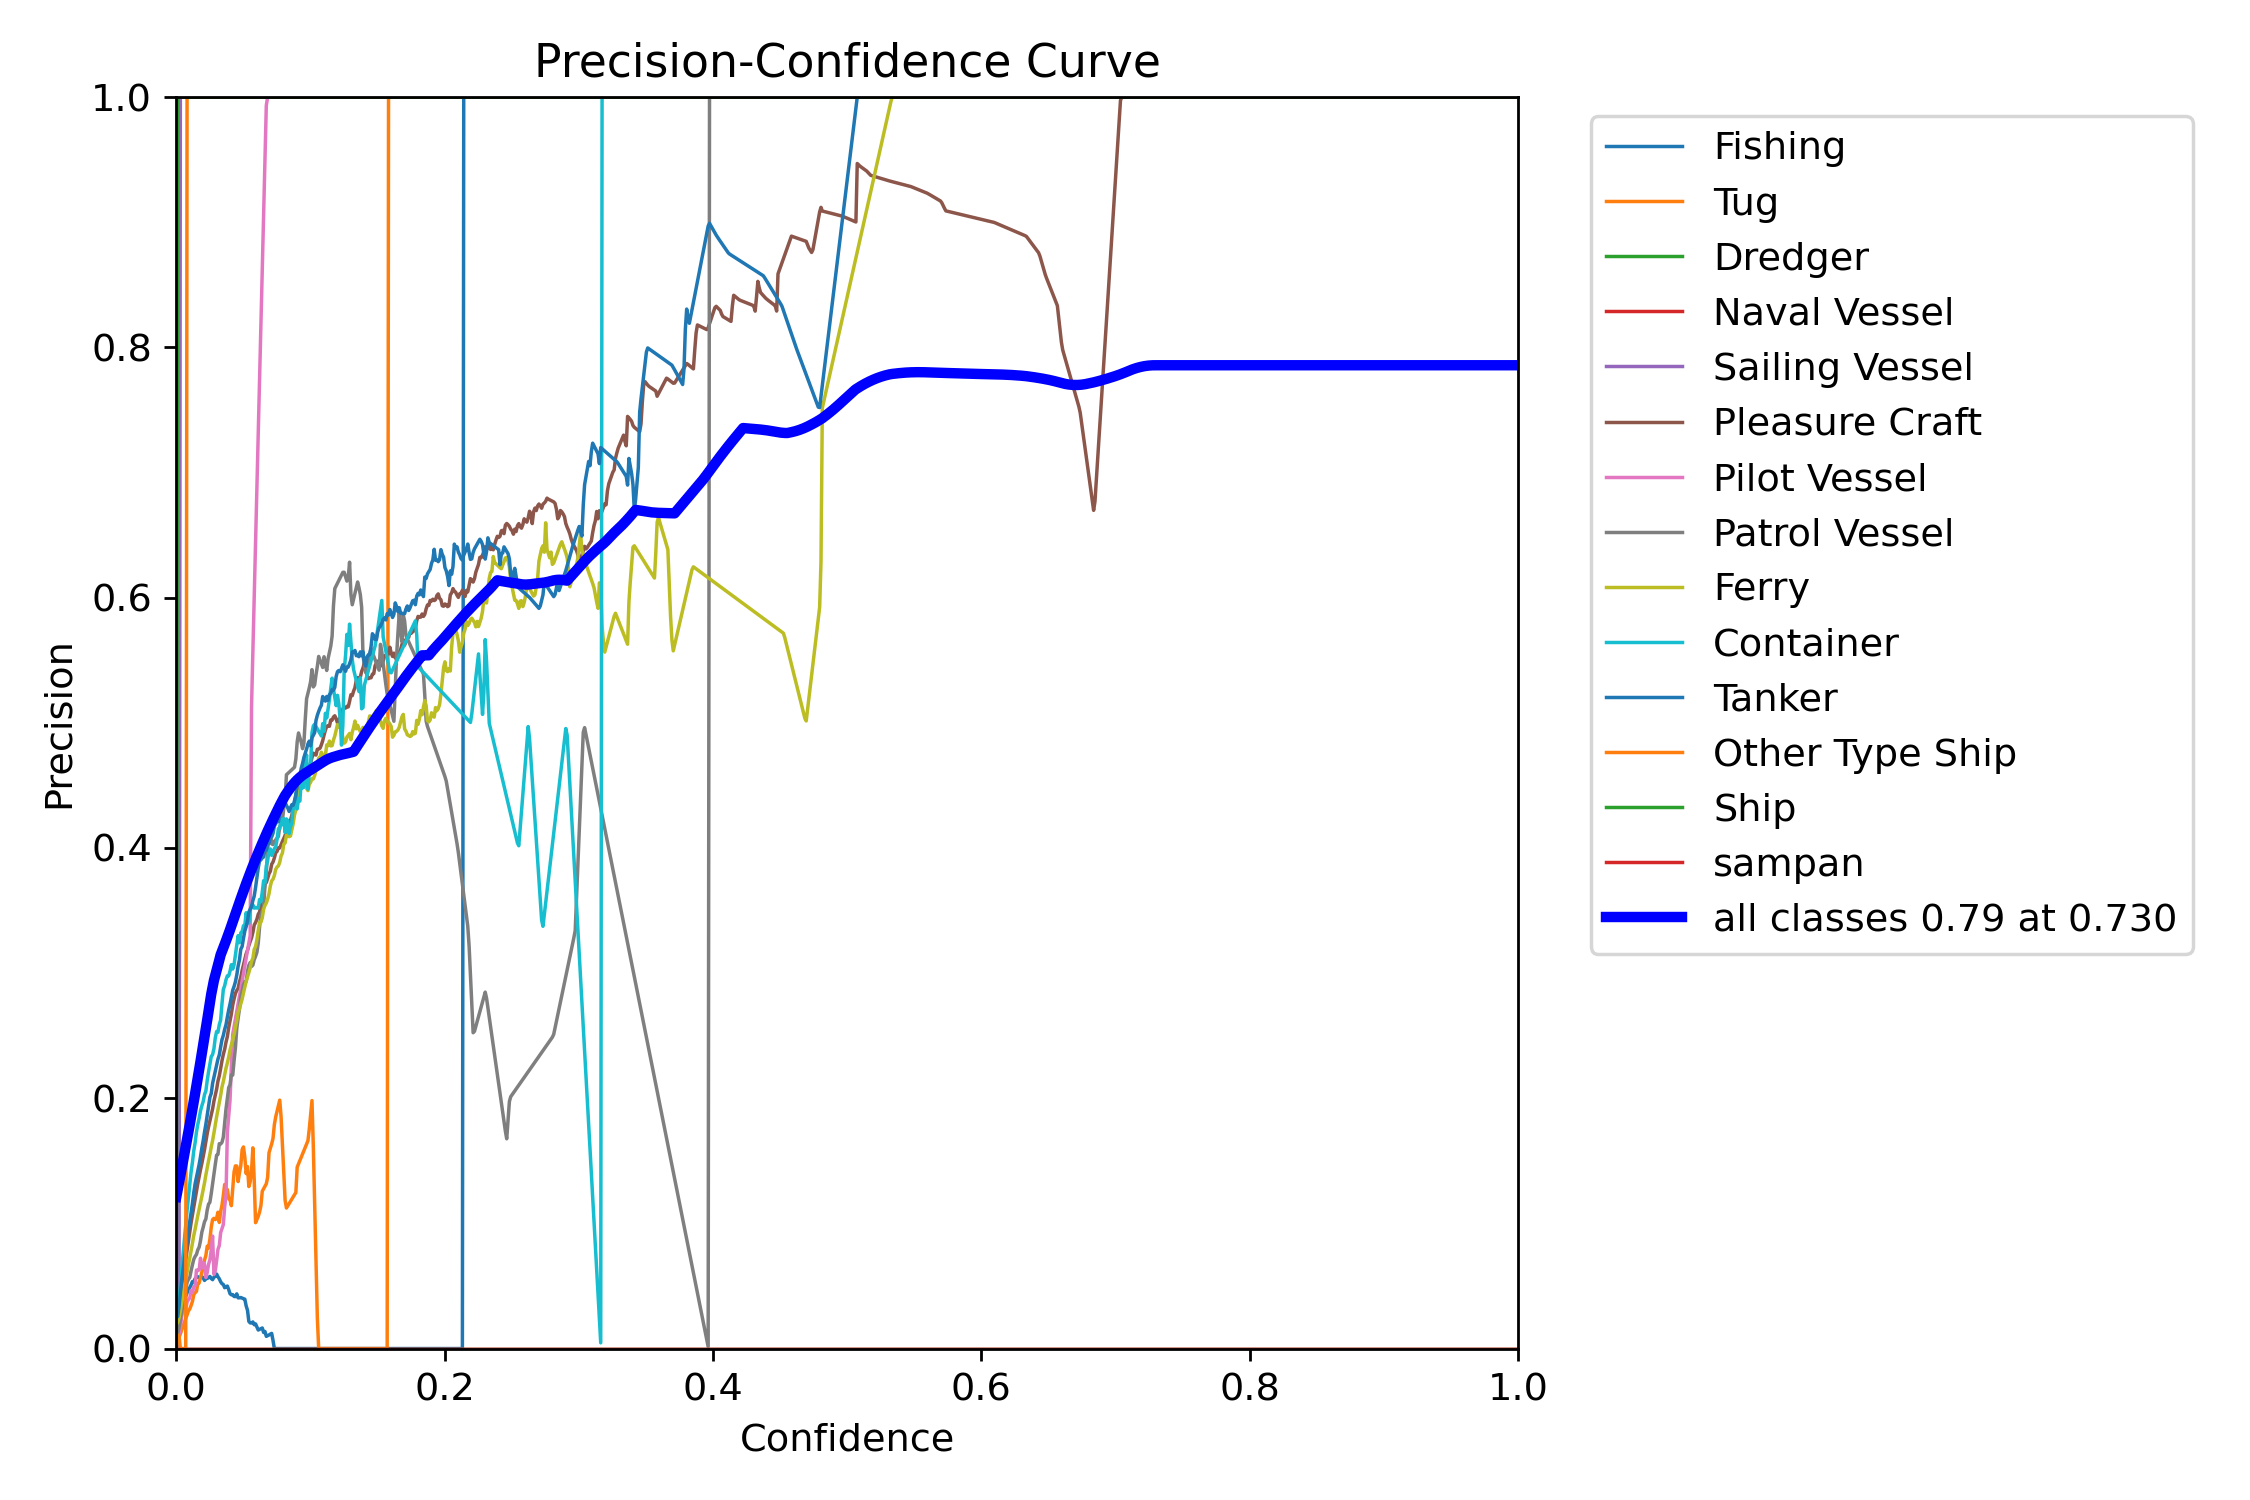 Precision-Confidence Curve
1.0
0.8
0.6
0.4
0.2
0.0
Precision
0.0 0.2 0.4 0.6 0.8 1.0
Confidence
Fishing
Tug
Dredger
Naval Vessel
Sailing Vessel
Pleasure Craft
Pilot Vessel
Patrol Vessel
Ferry
Container
Tanker
Other Type Ship
Ship
sampan
all classes 0.79 at 0.730